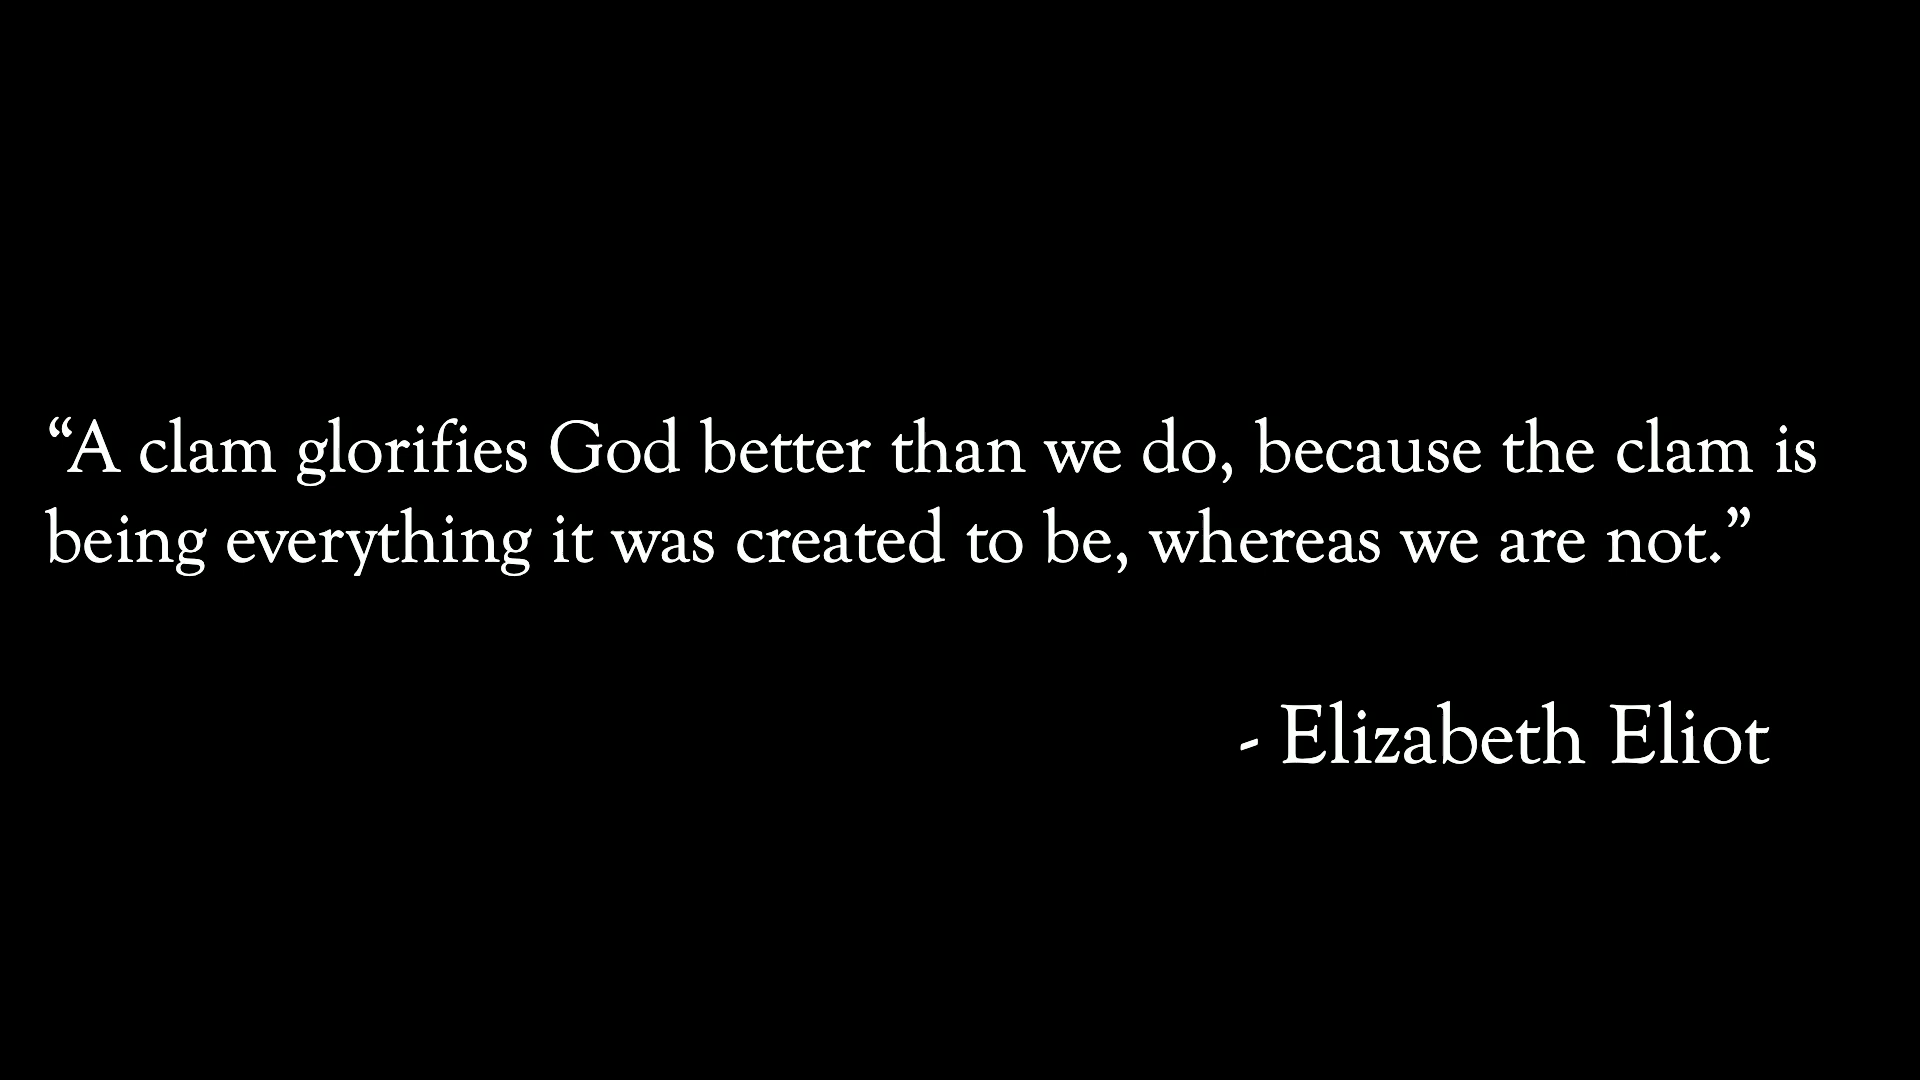 “A clam glorifies God better than we do, because the clam is
being everything it was created to be, whereas we are not.”
- Elizabeth Eliot